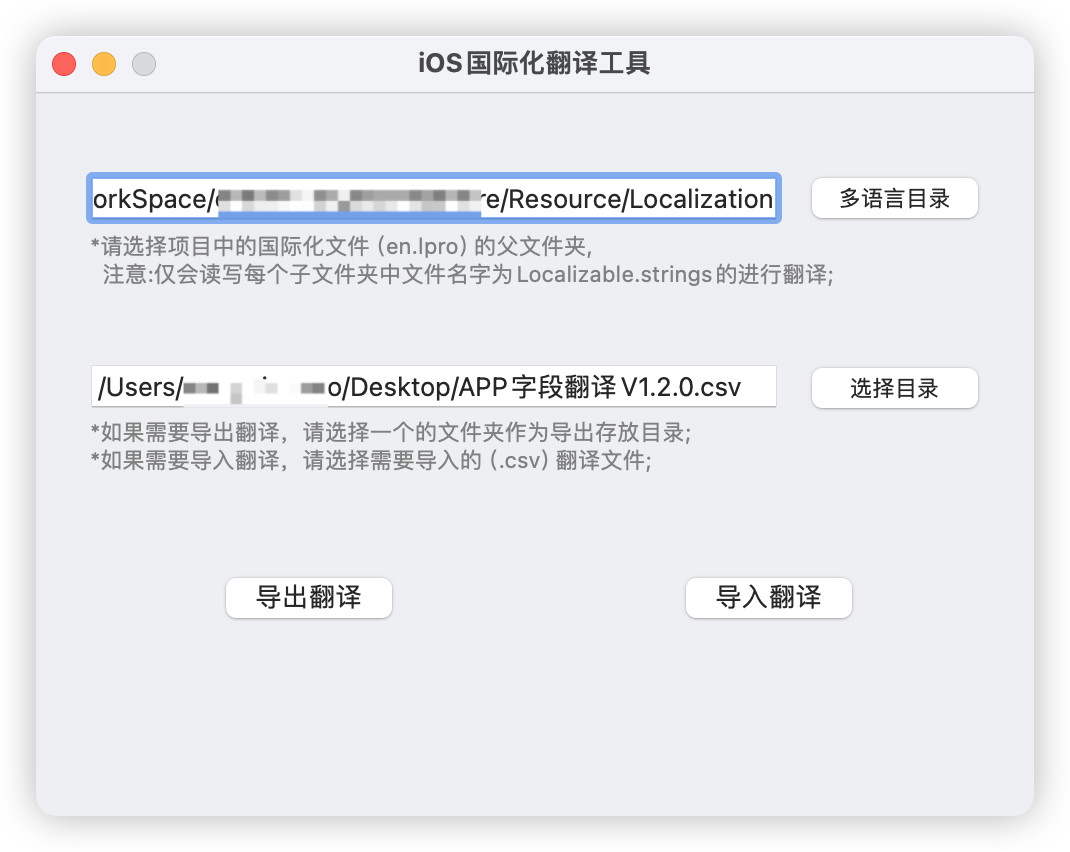 iOS国际化翻译工具
orkSpace/ re/Resource/Localization
多语言目录
*请选择项目中的国际化文件 (en.lpro) 的父文件夹,
注意:仅会读写每个子文件夹中文件名字为Localizable.strings的进行翻译;
/Users/ o/Desktop/APP字段翻译V1.2.0.csv
选择目录
*如果需要导出翻译，请选择一个的文件夹作为导出存放目录;
*如果需要导入翻译，请选择需要导入的 (.csv) 翻译文件;
导出翻译
导入翻译